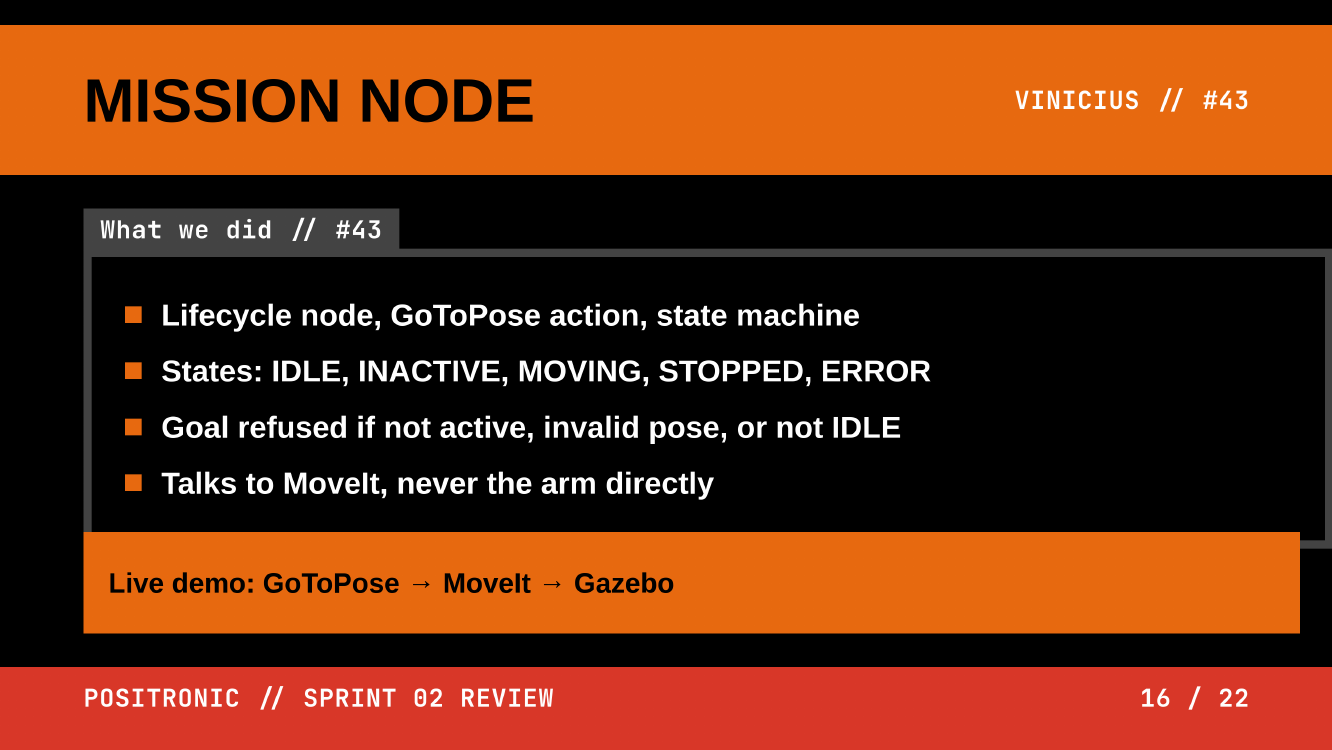 MISSION NODE
VINICIUS // #43
What we did // #43
Lifecycle node, GoToPose action, state machine
States: IDLE, INACTIVE, MOVING, STOPPED, ERROR
Goal refused if not active, invalid pose, or not IDLE
Talks to MoveIt, never the arm directly
Live demo: GoToPose → MoveIt → Gazebo
POSITRONIC // SPRINT 02 REVIEW
16 / 22